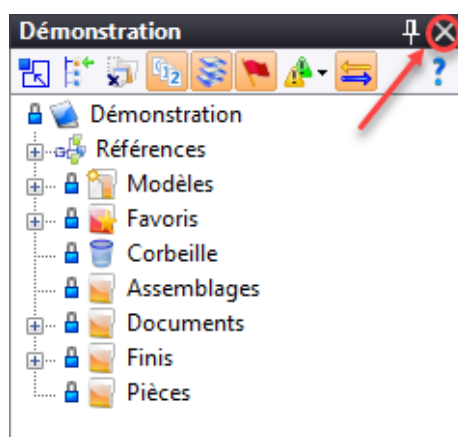 Démonstration
?
Démonstration
Références
Modèles
Favoris
Corbeille
Assemblages
Documents
Finis
Pièces